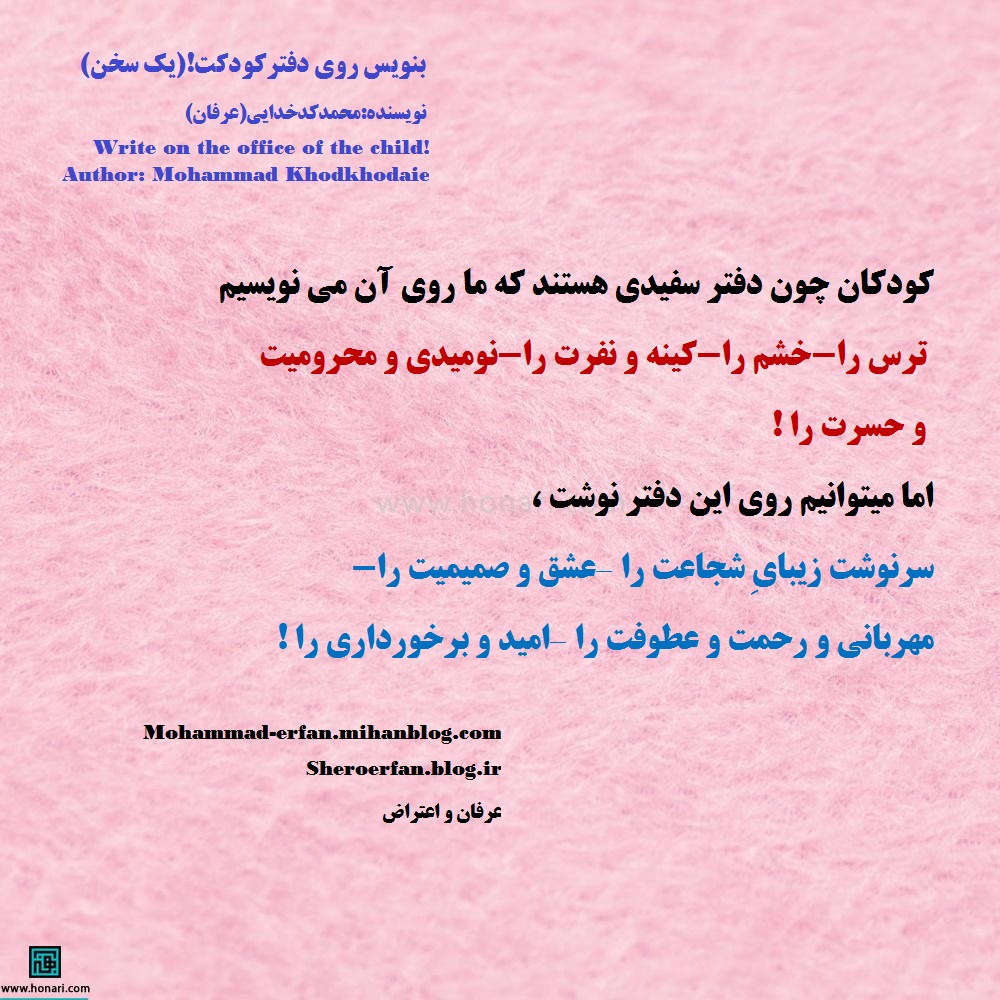 بنویس روی دفترکودکت!(یک سخن)
نویسنده:محمدکدخدایی(عرفان)
Write on the office of the child!
Author: Mohammad Khodkhodaie
کودکان چون دفتر سفیدی هستند که ما روی آن می نویسیم
ترس را-خشم را-کینه و نفرت را-نومیدی و محرومیت
و حسرت را !
اما میتوانیم روی این دفتر نوشت ،
سرنوشت زیبایِ شجاعت را –عشق و صمیمیت را-
مهربانی و رحمت و عطوفت را –امید و برخورداری را !
Mohammad-erfan.mihanblog.com
Sheroerfan.blog.ir
عرفان و اعتراض
www.honari.com